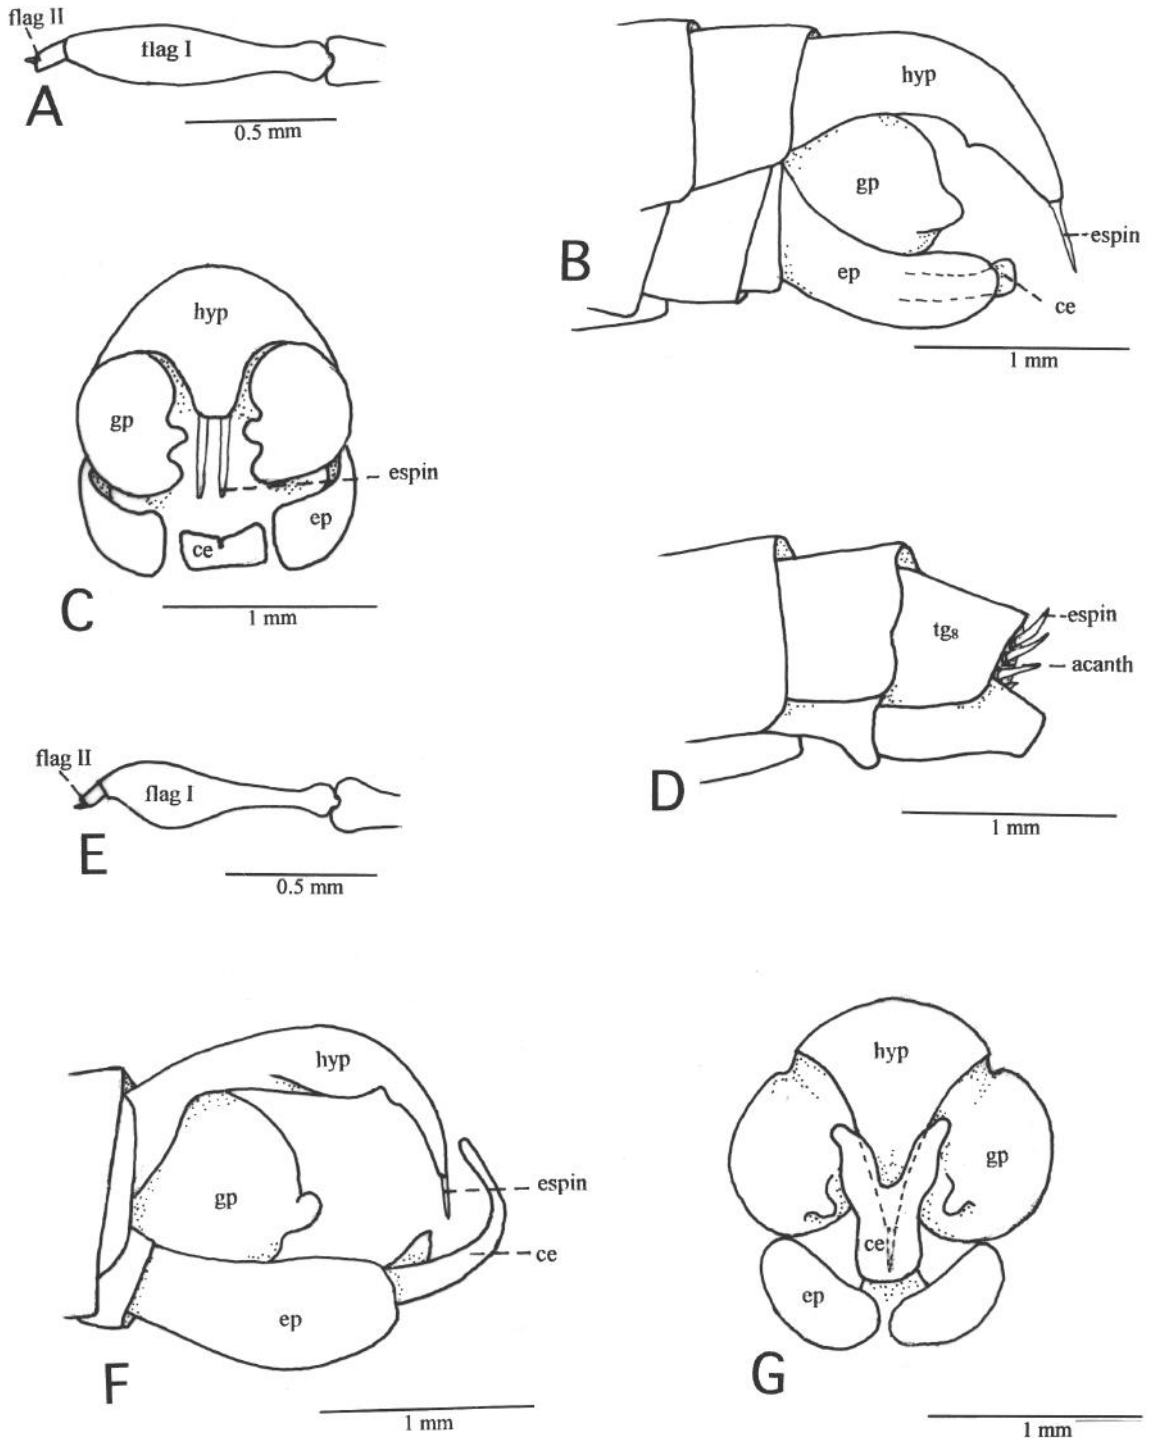 flag II
flag I
A
0.5 mm
hyp
gp
espin
B
ep
ce
1 mm
hyp
gp
espin
ep
ce
C
1 mm
espin
tg8
acanth
D
1 mm
flag II
flag I
E
0.5 mm
hyp
gp
espin
ce
ep
F
1 mm
hyp
gp
ce
ep
G
1 mm